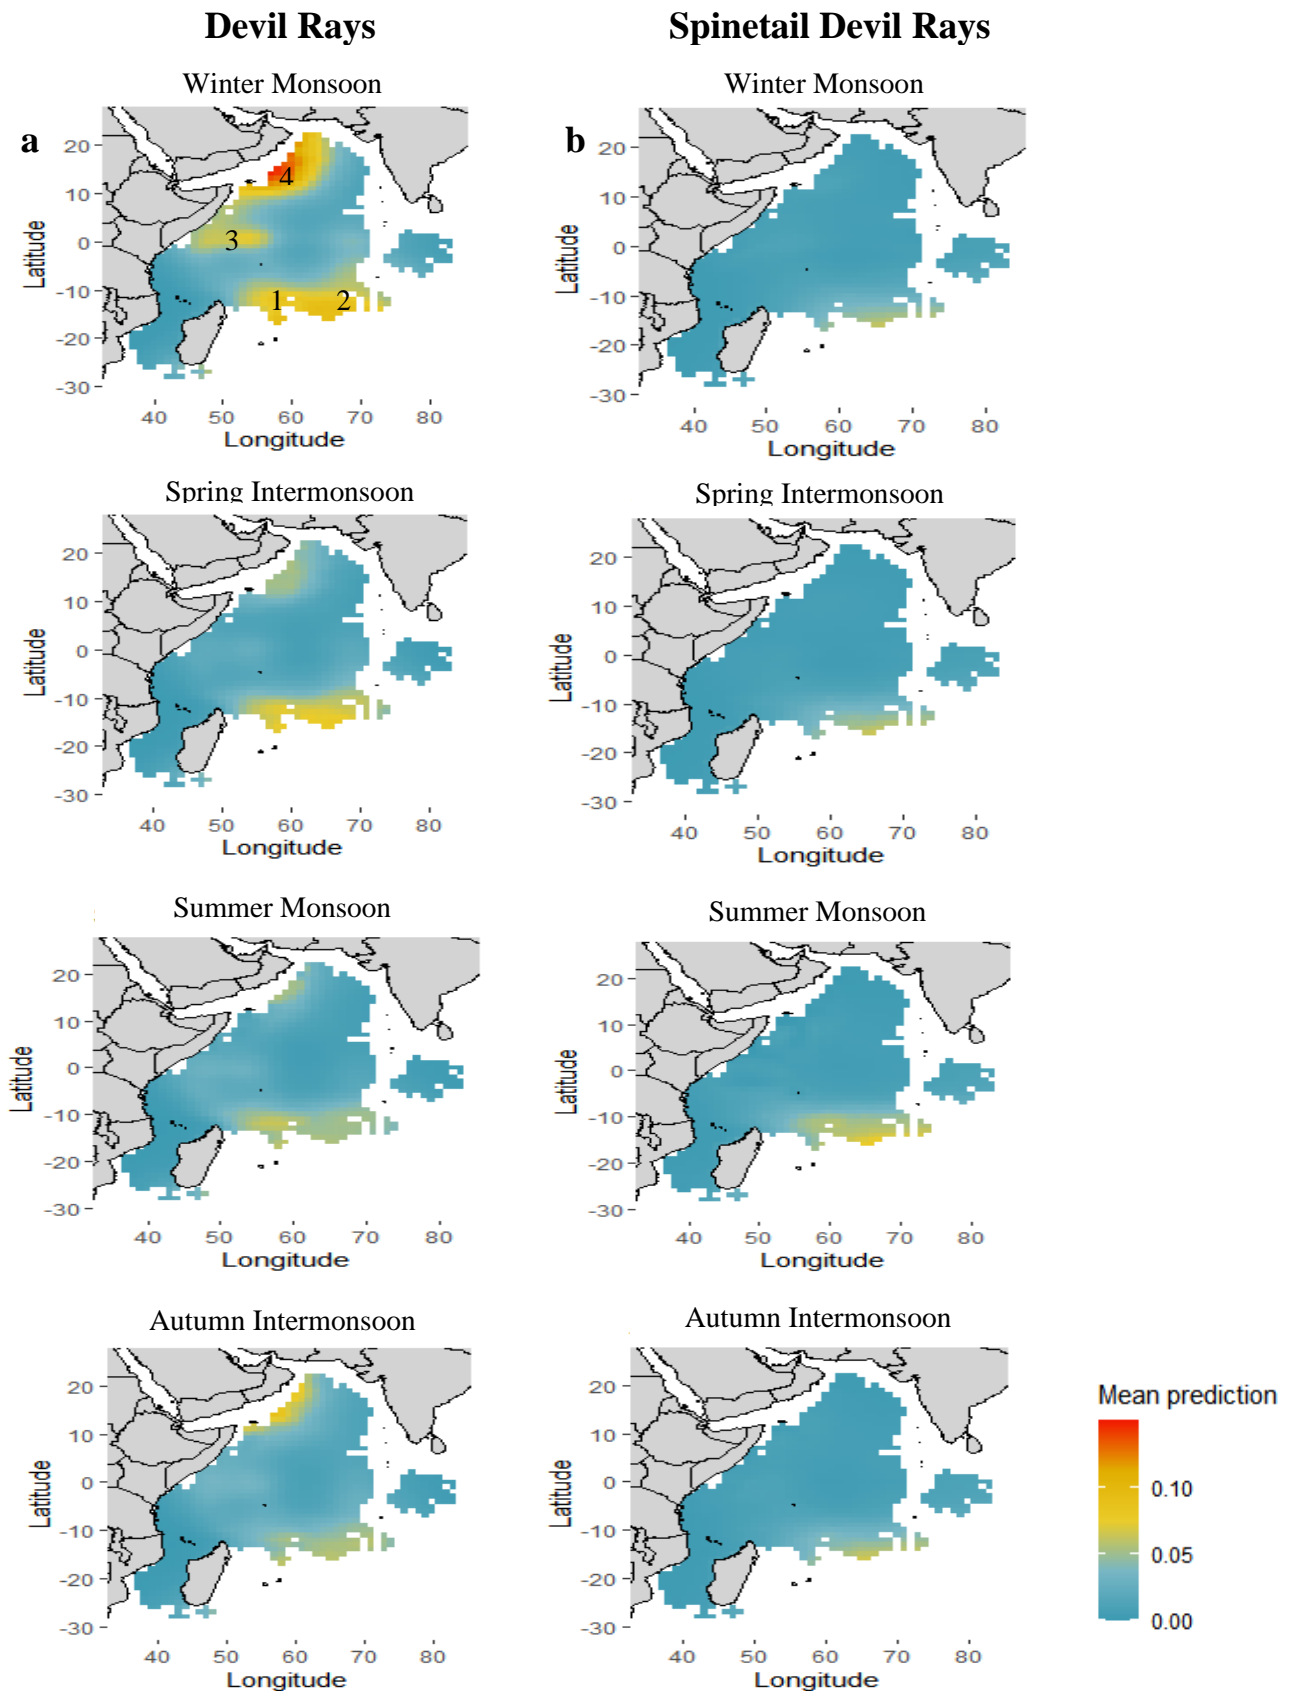 Devil Rays
Spinetail Devil Rays
Winter Monsoon
Winter Monsoon
a
b
20
10
0
-10
-20
-30
Latitude
4
3
1
2
40 50 60 70 80
Longitude
20
10
0
-10
-20
-30
Latitude
40 50 60 70 80
Longitude
Spring Intermonsoon
Spring Intermonsoon
20
10
0
-10
-20
-30
Latitude
40 50 60 70 80
Longitude
20
10
0
-10
-20
-30
Latitude
40 50 60 70 80
Longitude
Summer Monsoon
Summer Monsoon
20
10
0
-10
-20
-30
Latitude
40 50 60 70 80
Longitude
20
10
0
-10
-20
-30
Latitude
40 50 60 70 80
Longitude
Autumn Intermonsoon
Autumn Intermonsoon
20
10
0
-10
-20
-30
Latitude
40 50 60 70 80
Longitude
20
10
0
-10
-20
-30
Latitude
40 50 60 70 80
Longitude
Mean prediction
0.10
0.05
0.00